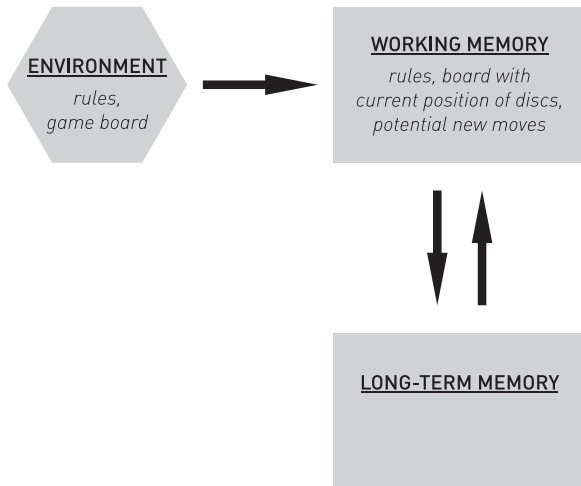 ENVIRONMENT
rules,
game board
WORKING MEMORY
rules, board with
current position of discs,
potential new moves
LONG-TERM MEMORY